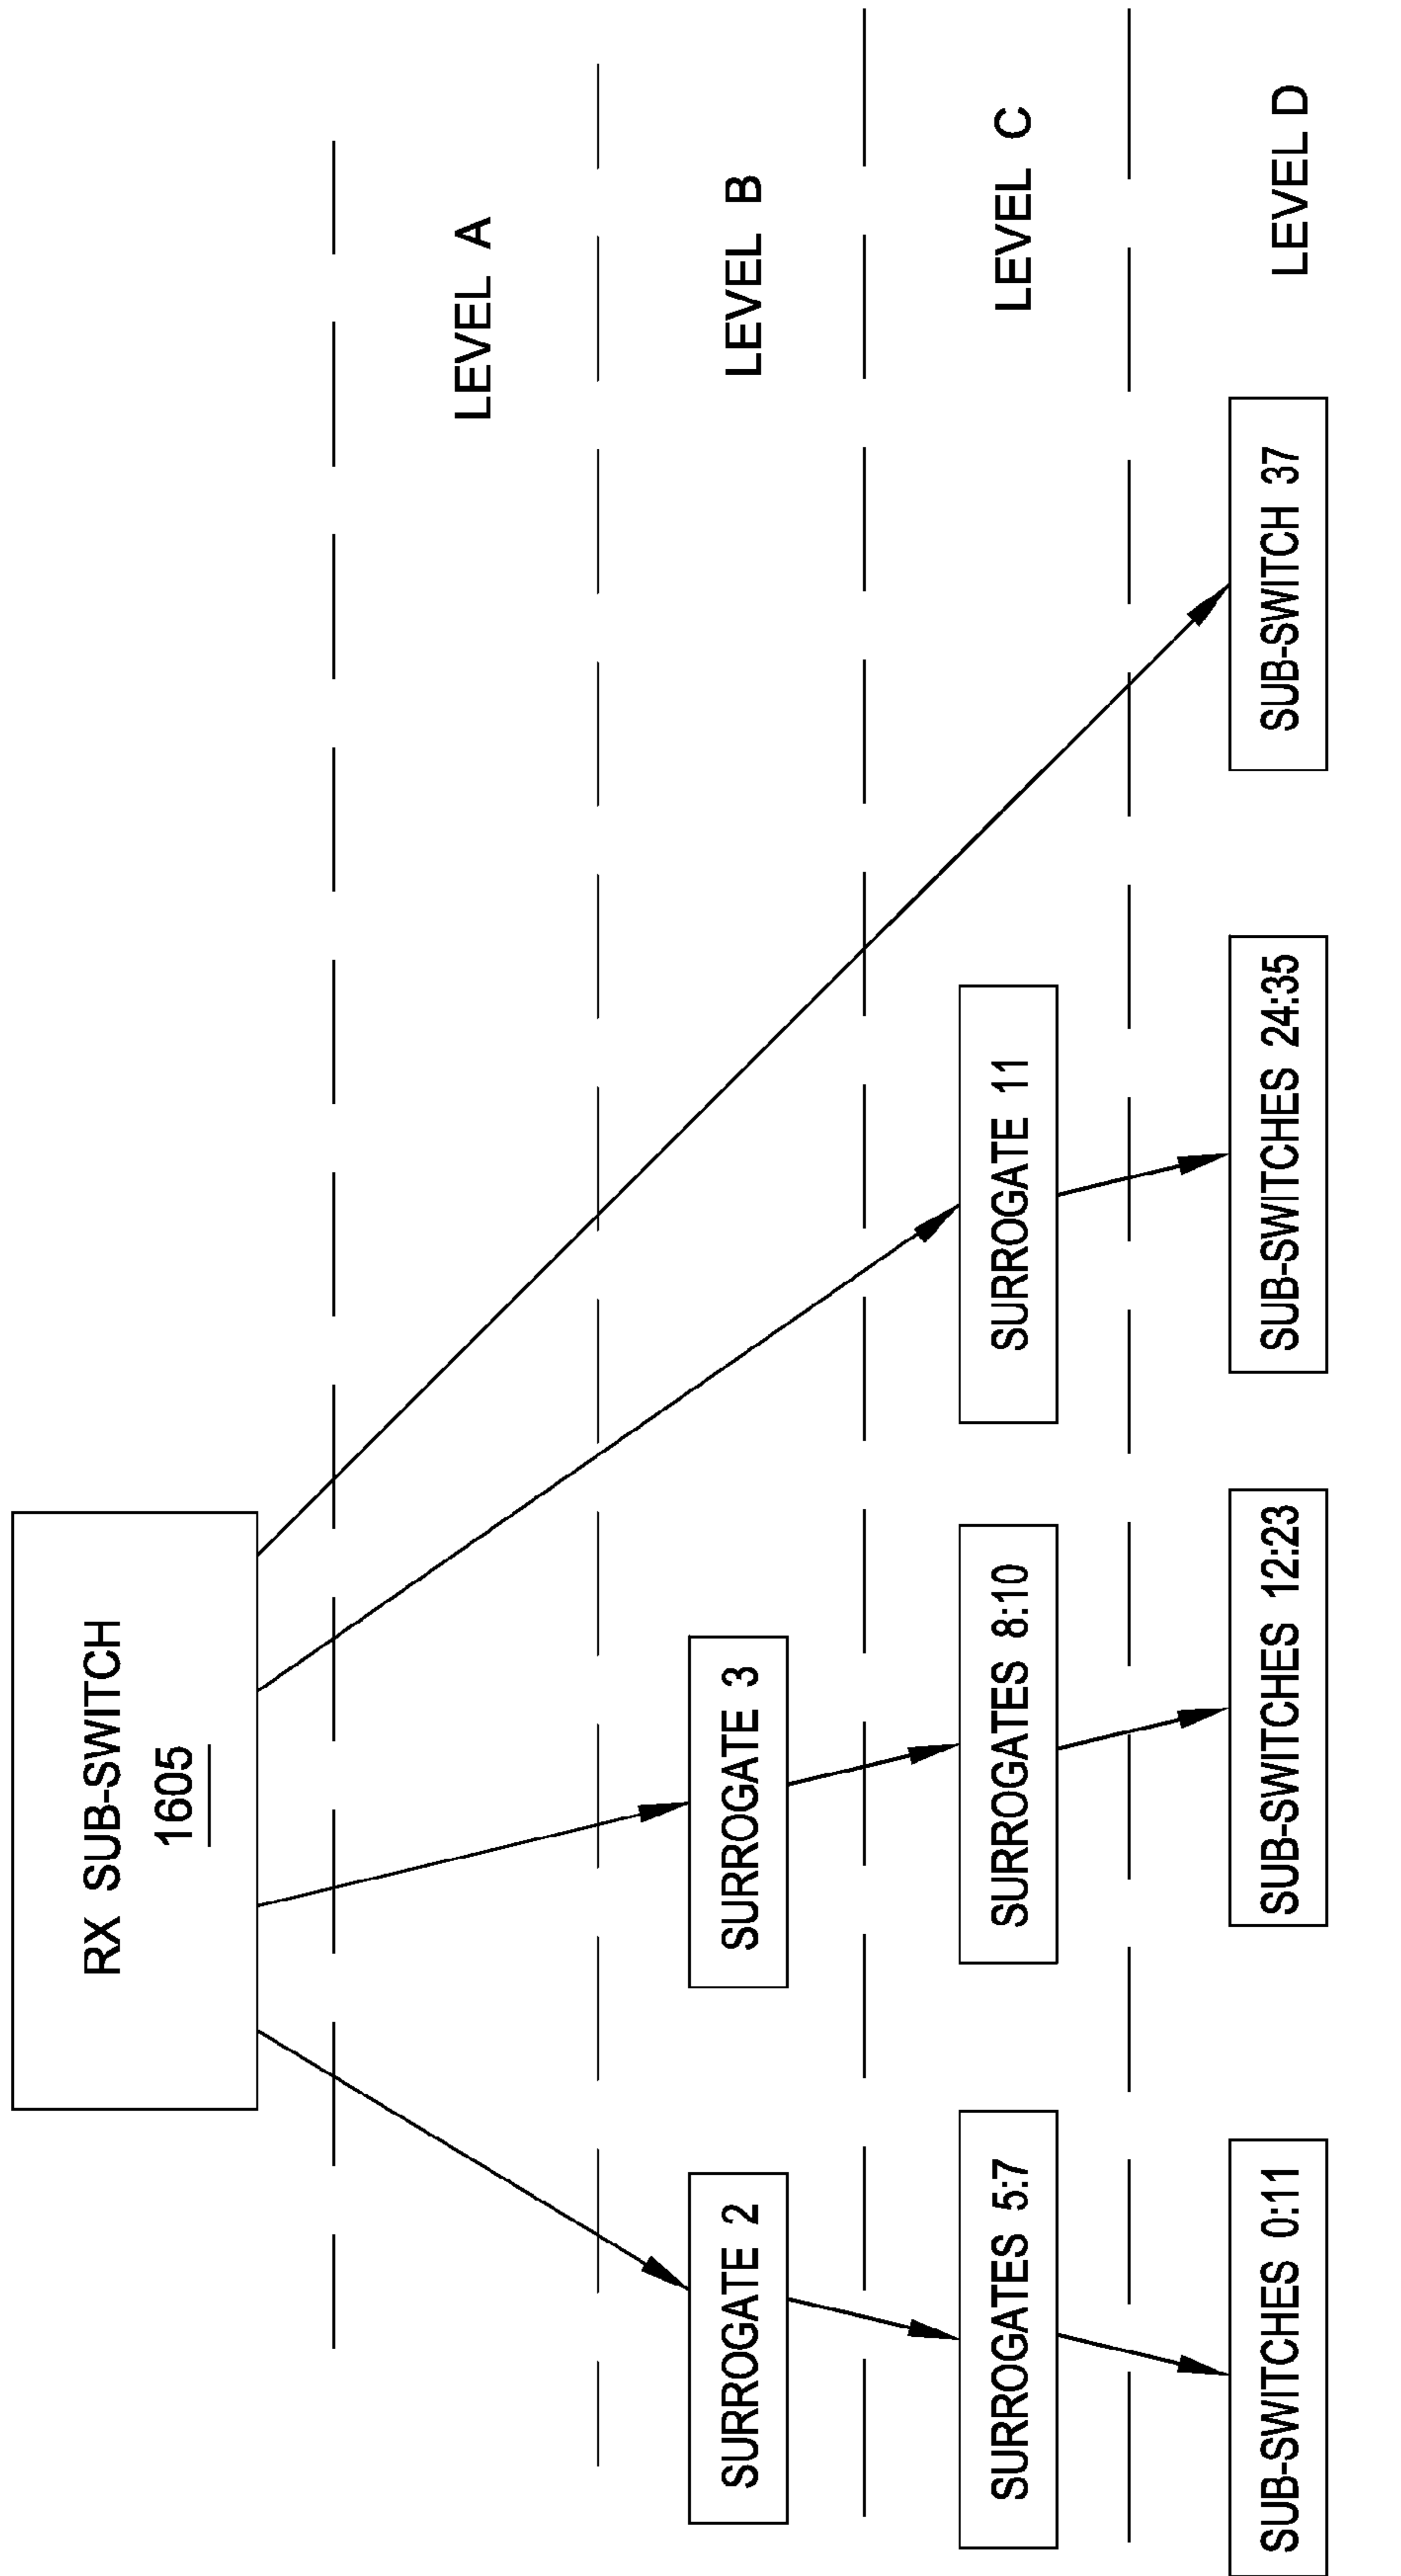 RX SUB-SWITCH
1605
LEVEL A
SURROGATE 2
SURROGATE 3
LEVEL B
SURROGATES 5:7
SURROGATES 8:10
SURROGATE 11
LEVEL C
SUB-SWITCHES 0:11
SUB-SWITCHES 12:23
SUB-SWITCHES 24:35
SUB-SWITCH 37
LEVEL D